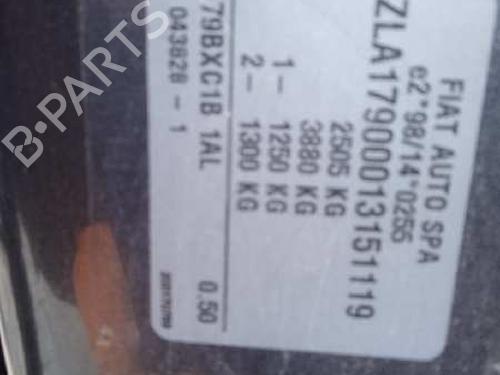 FIAT AUTO SPA
e2*98/14*0256
ZLA17900013151119
2505 KG
3880 KG
1- 1250 KG
2- 1300 KG
79BXC1B 1AL 0.50
043828 - 1
B-PARTS